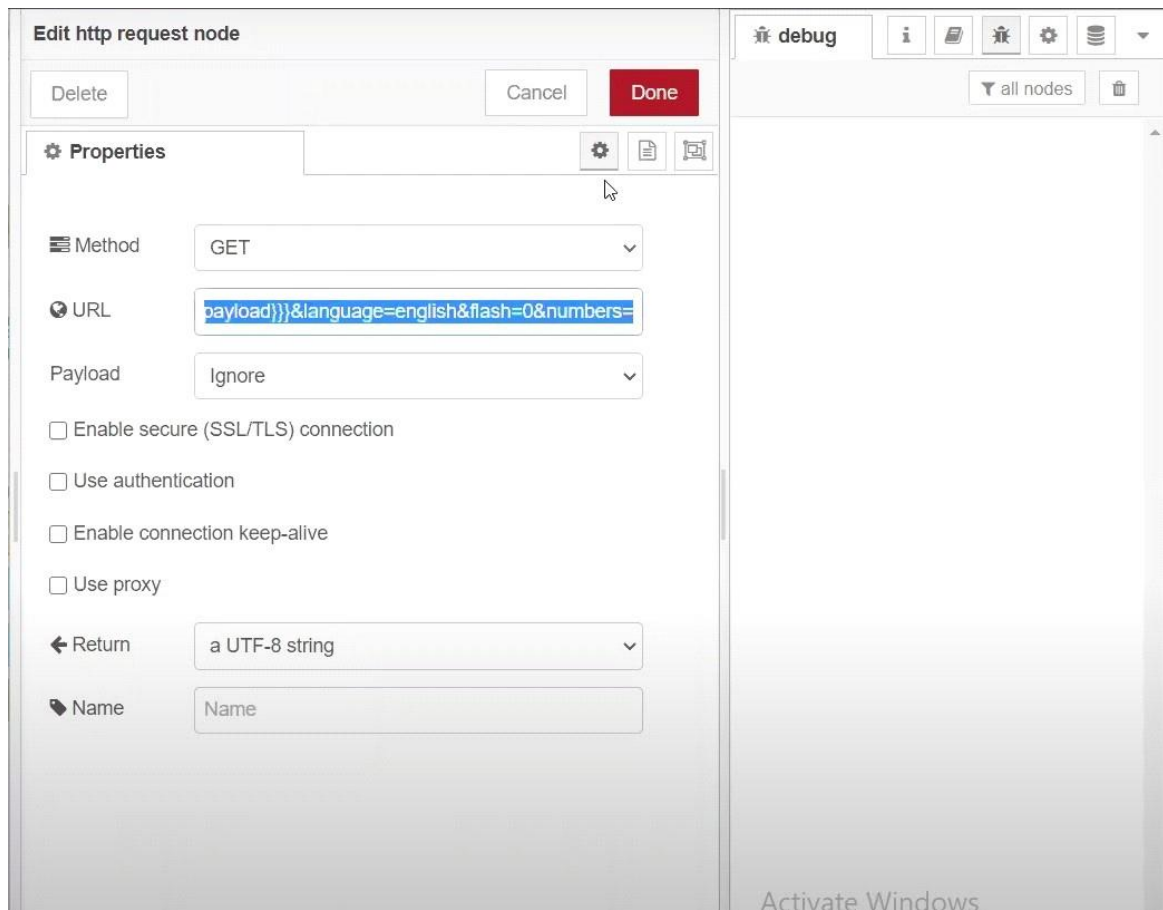 Edit http request node
debug
Delete
Cancel
Done
all nodes
Properties
Method
GET
URL
payload}}}&language=english&flash=0&numbers=
Payload
Ignore
Enable secure (SSL/TLS) connection
Use authentication
Enable connection keep-alive
Use proxy
Return
a UTF-8 string
Name
Name
Activate Windows